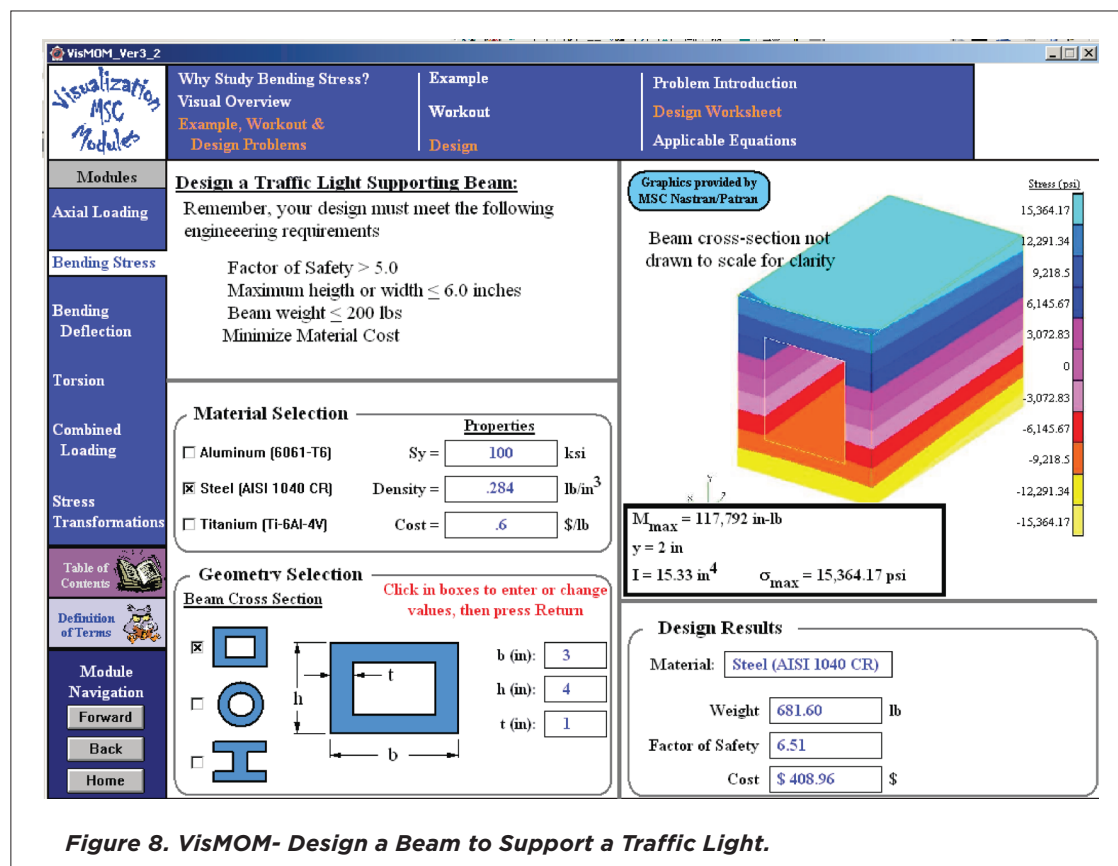 VisMOM_Ver3_2
Visualization
MSC
Modules
Why Study Bending Stress?
Visual Overview
Example, Workout &
Design Problems
Example
Workout
Design
Problem Introduction
Design Worksheet
Applicable Equations
Modules
Axial Loading
Bending Stress
Bending
Deflection
Torsion
Combined
Loading
Stress
Transformations
Table of
Contents
Definition
of Terms
Module
Navigation
Forward
Back
Home
Design a Traffic Light Supporting Beam:
Remember, your design must meet the following
engineeering requirements
Factor of Safety > 5.0
Maximum heigth or width ≤ 6.0 inches
Beam weight ≤ 200 lbs
Minimize Material Cost
Material Selection
Properties
Aluminum (6061-T6) Sy = 100 ksi
Steel (AISI 1040 CR) Density = .284 lb/in³
Titanium (Ti-6Al-4V) Cost = .6 $/lb
Geometry Selection
Beam Cross Section
Click in boxes to enter or change
values, then press Return
t
h
b
b (in): 3
h (in): 4
t (in): 1
Graphics provided by
MSC Nastran/Patran
Beam cross-section not
drawn to scale for clarity
Stress (psi)
15,364.17
12,291.34
9,218.5
6,145.67
3,072.83
0
-3,072.83
-6,145.67
-9,218.5
-12,291.34
-15,364.17
Y
X
Z
Mmax = 117,792 in-lb
y = 2 in
I = 15.33 in⁴ σmax = 15,364.17 psi
Design Results
Material: Steel (AISI 1040 CR)
Weight 681.60 lb
Factor of Safety 6.51
Cost $ 408.96 $
Figure 8. VisMOM- Design a Beam to Support a Traffic Light.